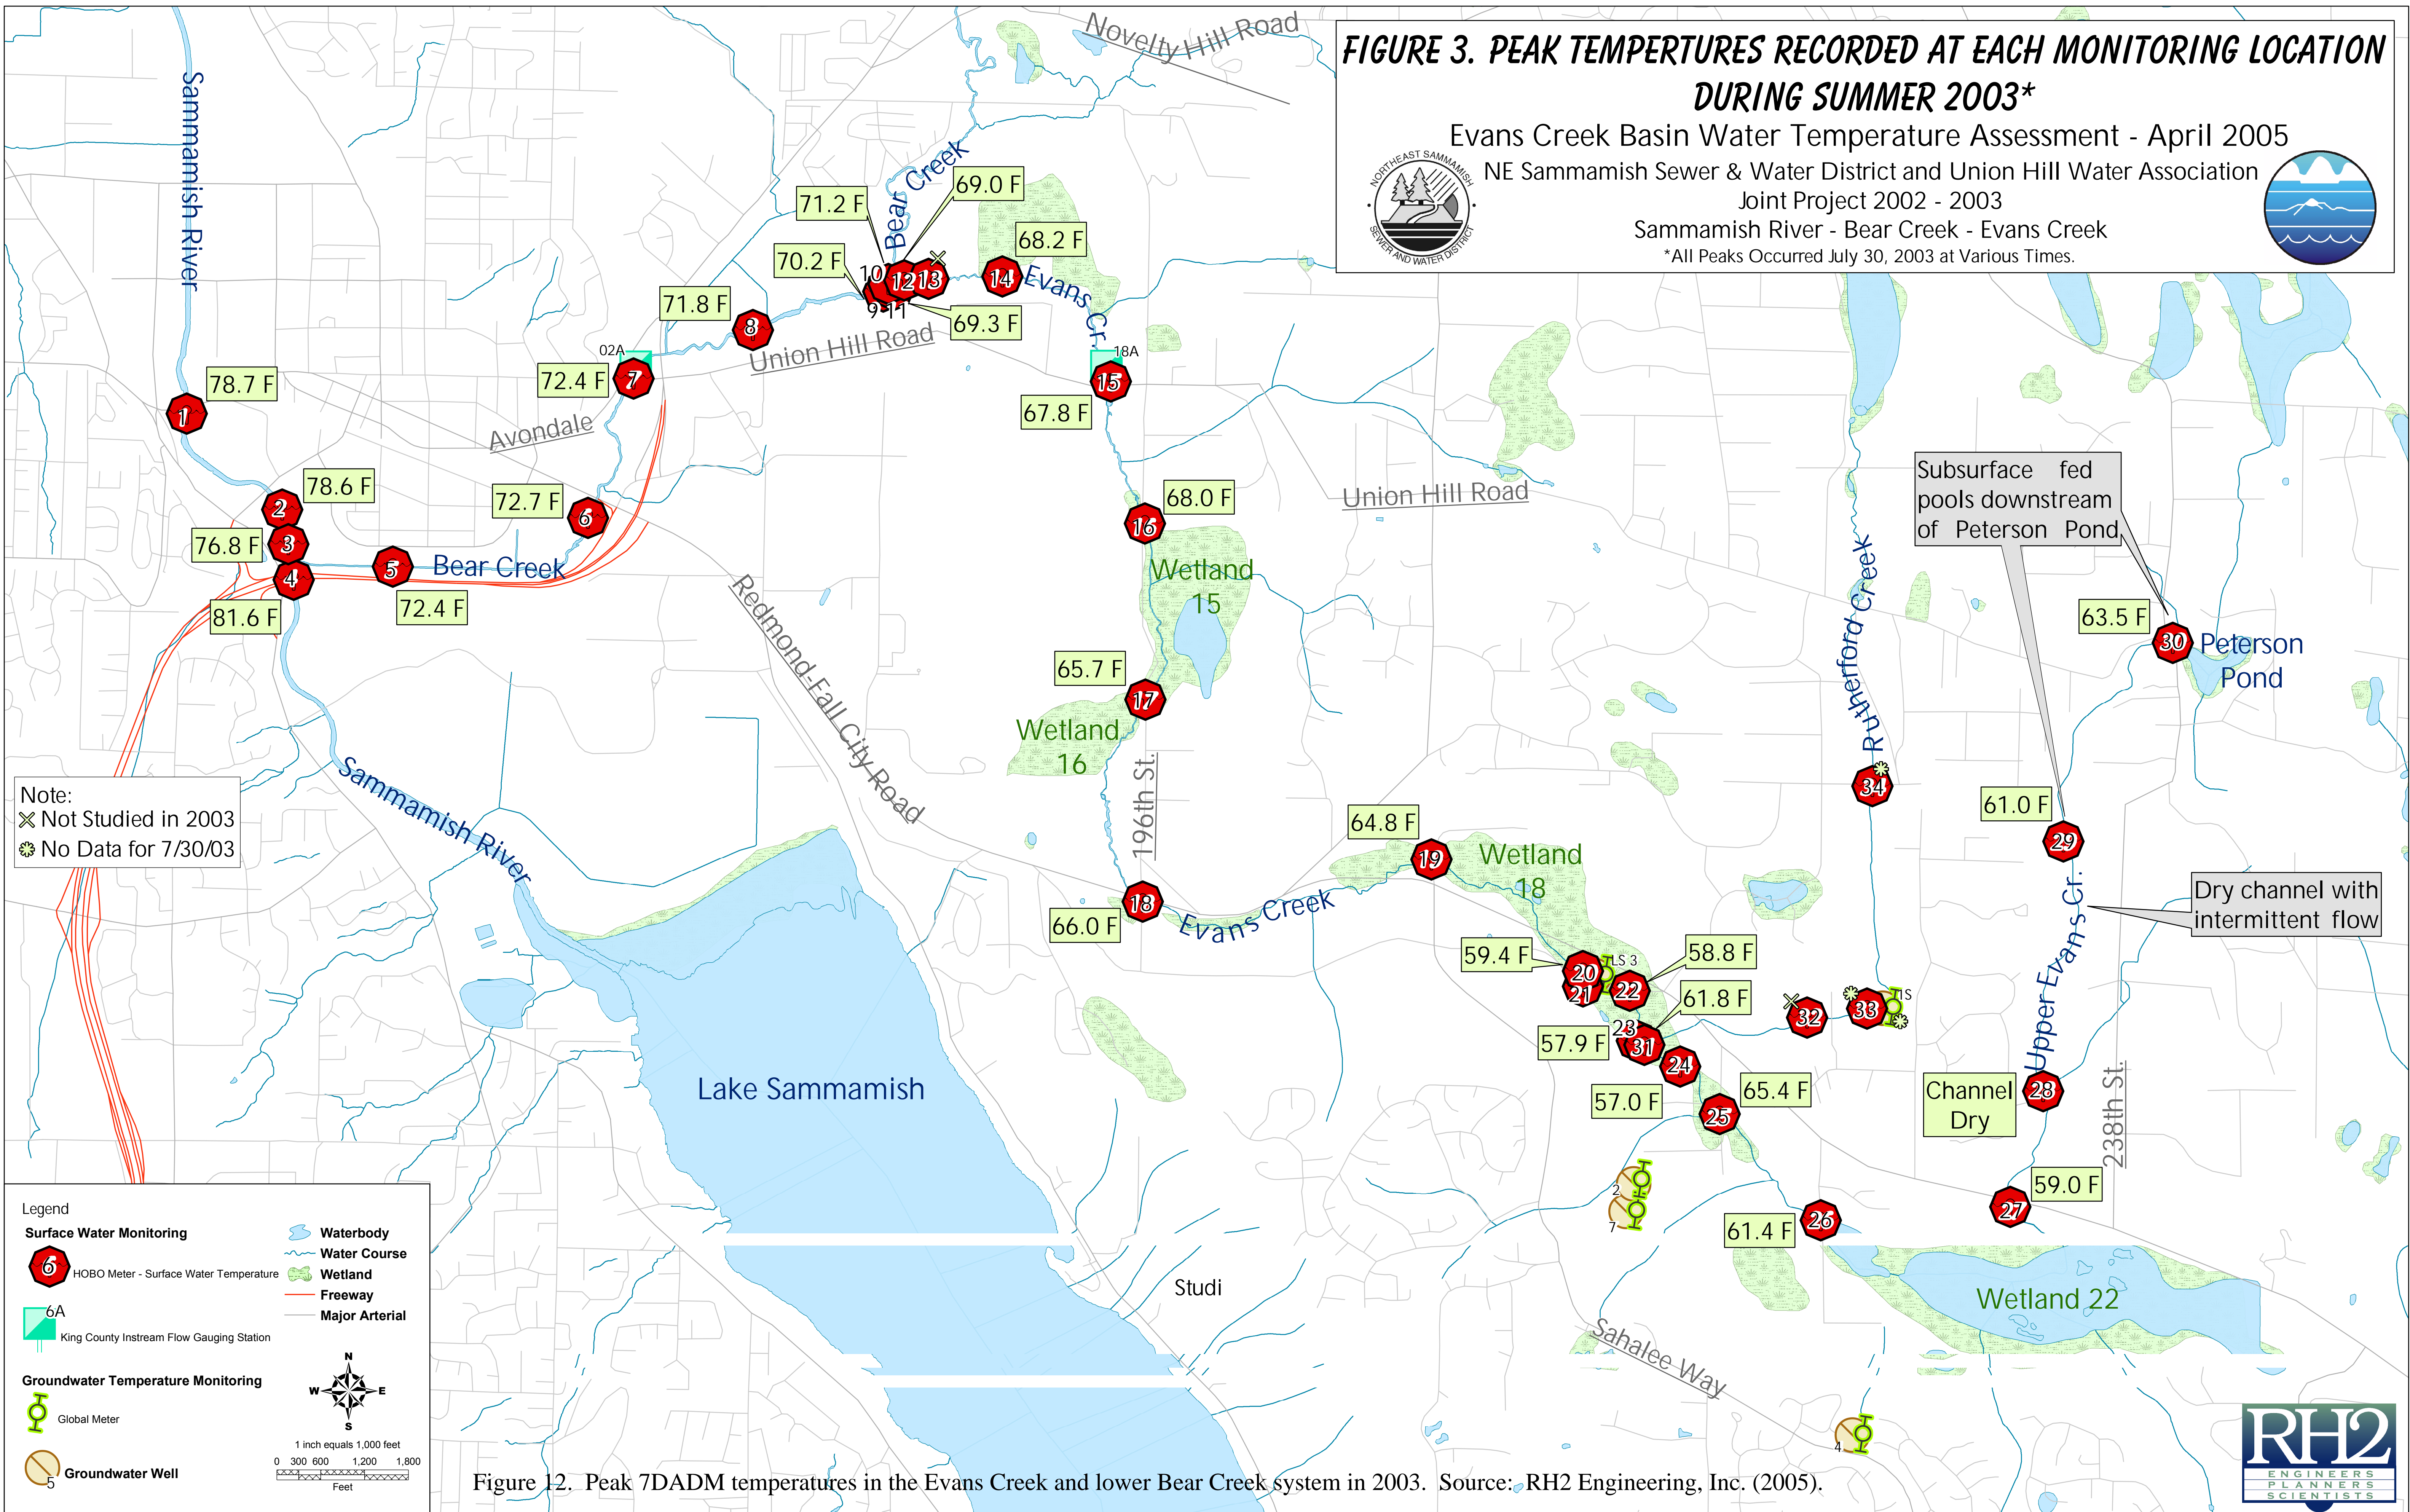 FIGURE 3. PEAK TEMPERTURES RECORDED AT EACH MONITORING LOCATION
DURING SUMMER 2003*
Evans Creek Basin Water Temperature Assessment - April 2005
NE Sammamish Sewer & Water District and Union Hill Water Association
Joint Project 2002 - 2003
Sammamish River - Bear Creek - Evans Creek
*All Peaks Occurred July 30, 2003 at Various Times.
NORTHEAST SAMMAMISH
SEWER AND WATER DISTRICT
Novelty Hill Road
Sammamish River
Bear Creek
69.0 F
71.2 F
70.2 F
68.2 F
10
12
13
14
9
11
Evans Cr.
69.3 F
71.8 F
8
Union Hill Road
02A
72.4 F
7
18A
15
67.8 F
78.7 F
1
Avondale
78.6 F
2
72.7 F
6
68.0 F
16
Union Hill Road
76.8 F
3
4
5
Bear Creek
81.6 F
72.4 F
Wetland
15
Redmond-Fall City Road
65.7 F
17
Wetland
16
196th St.
Subsurface fed
pools downstream
of Peterson Pond
Rutherford Creek
63.5 F
30
Peterson
Pond
34
61.0 F
29
Sammamish River
Note:
Not Studied in 2003
No Data for 7/30/03
64.8 F
19
Wetland
18
18
66.0 F
Evans Creek
Dry channel with
intermittent flow
Upper Evans Cr.
59.4 F
20
21
LS 3
22
58.8 F
61.8 F
23
31
57.9 F
24
57.0 F
25
65.4 F
32
33
1S
Channel
Dry
28
238th St.
Lake Sammamish
2
7
59.0 F
27
61.4 F
26
Wetland 22
Studi
Sahalee Way
4
Legend
Surface Water Monitoring
6
HOBO Meter - Surface Water Temperature
6A
King County Instream Flow Gauging Station
Groundwater Temperature Monitoring
Global Meter
5
Groundwater Well
Waterbody
Water Course
Wetland
Freeway
Major Arterial
N
W
E
S
1 inch equals 1,000 feet
0 300 600 1,200 1,800
Feet
Figure 12. Peak 7DADM temperatures in the Evans Creek and lower Bear Creek system in 2003. Source: RH2 Engineering, Inc. (2005).
RH2
ENGINEERS
PLANNERS
SCIENTISTS